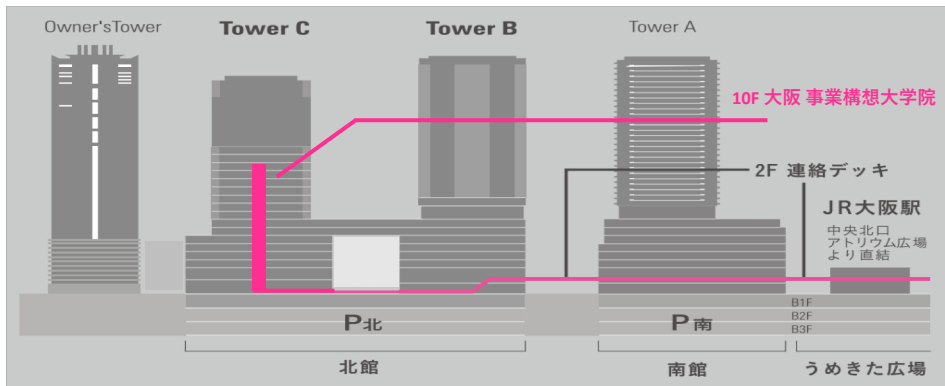 Owner'sTower
Tower C
Tower B
Tower A
10F 大阪 事業構想大学院
2F 連絡デッキ
JR大阪駅
中央北口
アトリウム広場
より直結
B1F
B2F
B3F
P北
P南
北館
南館
うめきた広場